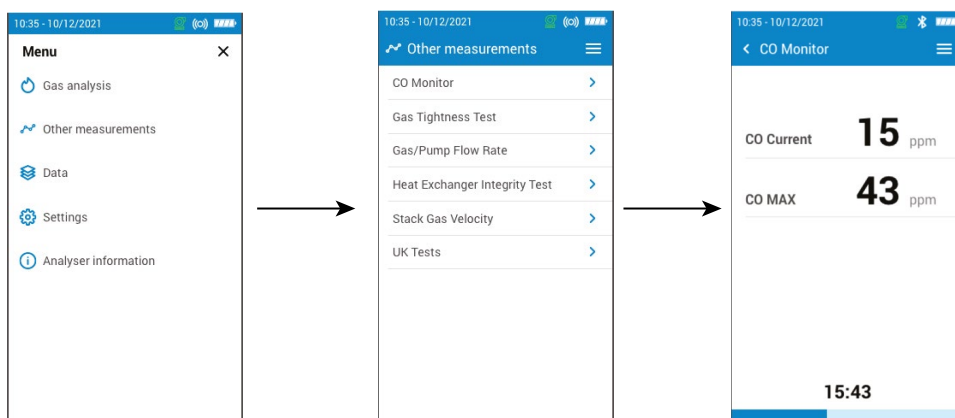 10:35 - 10/12/2021
Menu
Gas analysis
Other measurements
Data
Settings
Analyser information
10:35 - 10/12/2021
Other measurements
CO Monitor
Gas Tightness Test
Gas/Pump Flow Rate
Heat Exchanger Integrity Test
Stack Gas Velocity
UK Tests
10:35 - 10/12/2021
CO Monitor
CO Current 15 ppm
CO MAX 43 ppm
15:43